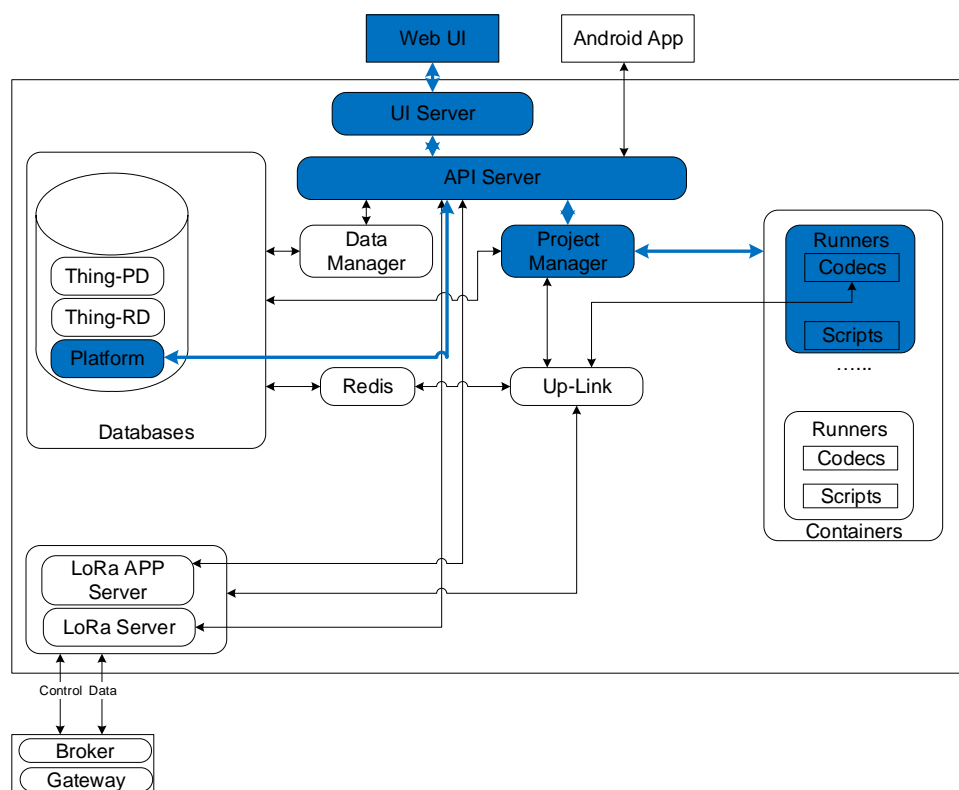 Web UI
Android App
UI Server
API Server
Data
Manager
Project
Manager
Runners
Codecs
Scripts
......
Thing-PD
Thing-RD
Platform
Databases
Redis
Up-Link
Runners
Codecs
Scripts
Containers
LoRa APP
Server
LoRa Server
Control Data
Broker
Gateway